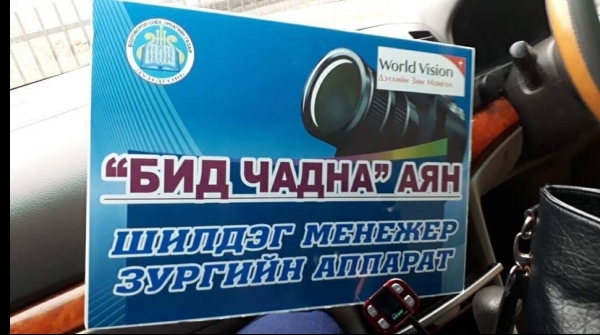 World Vision
Дэлхийн Зөн Монгол
“БИД ЧАДНА” АЯН
ШИЛДЭГ МЕНЕЖЕР
ЗУРГИЙН АППАРАТ